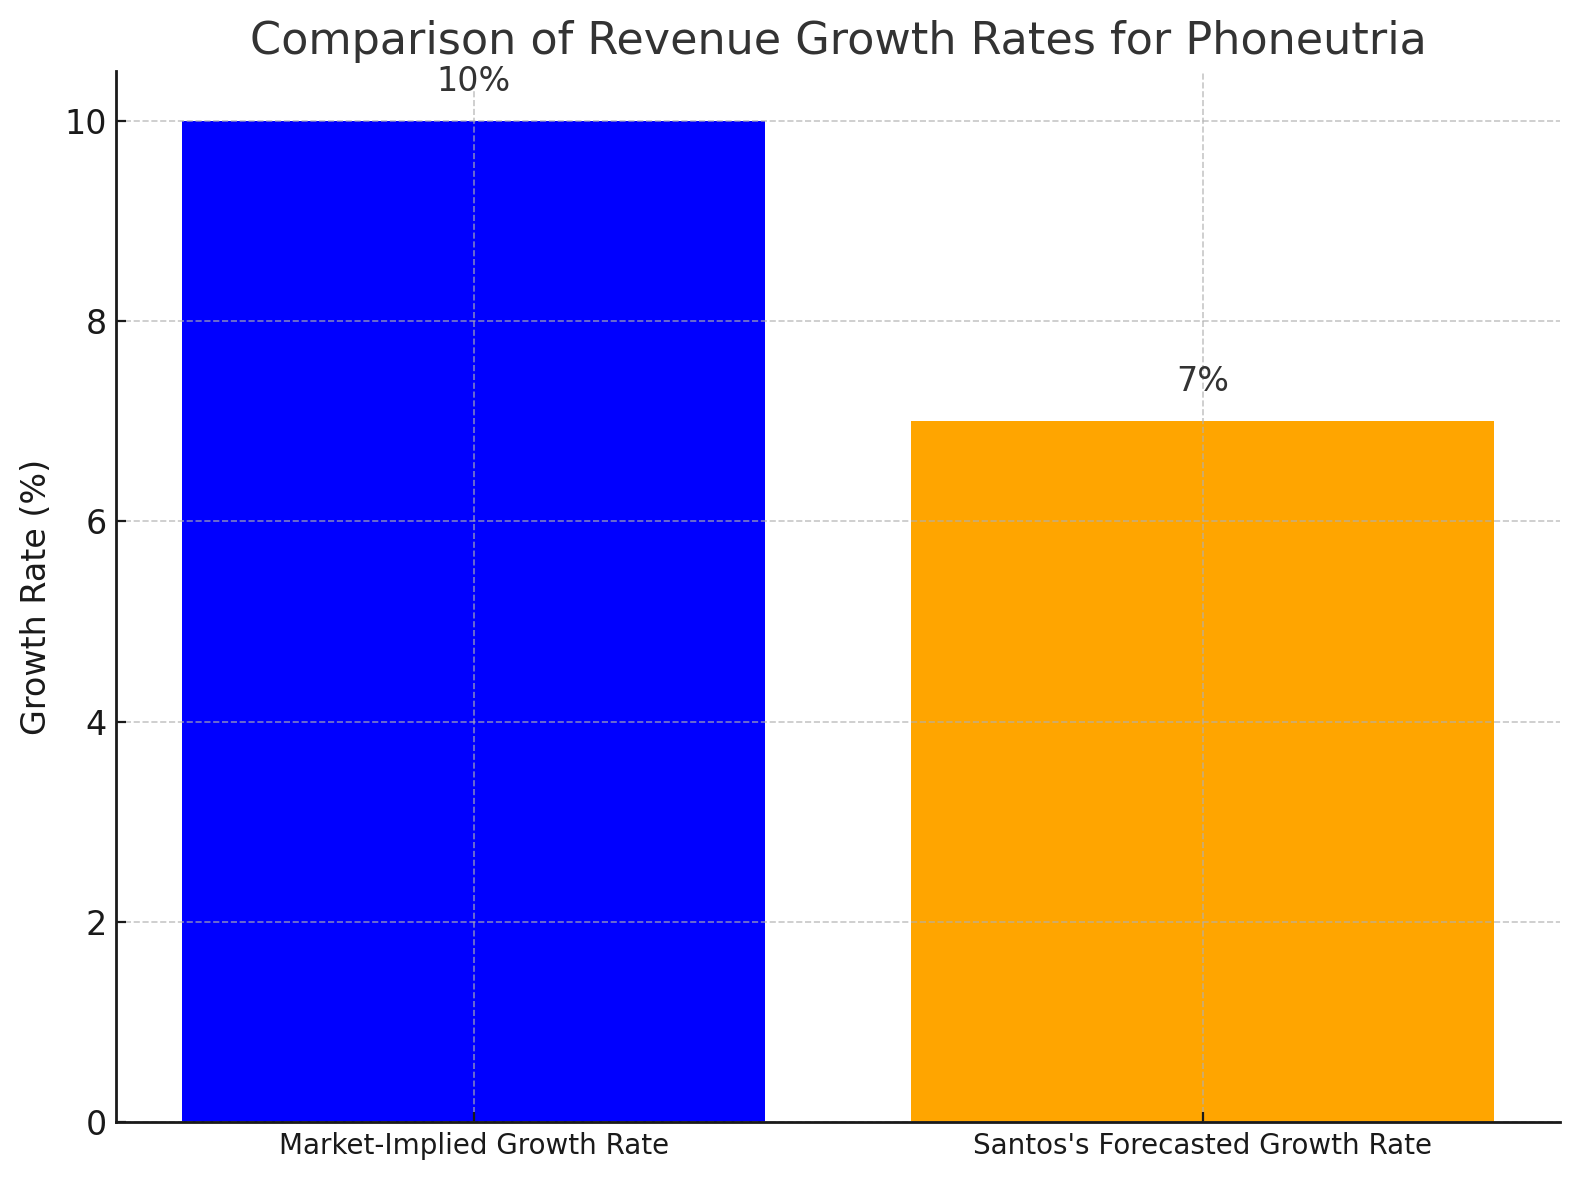 Comparison of Revenue Growth Rates for Phoneutria
10%
10
8
7%
6
Growth Rate (%)
4
2
0
Market-Implied Growth Rate
Santos's Forecasted Growth Rate